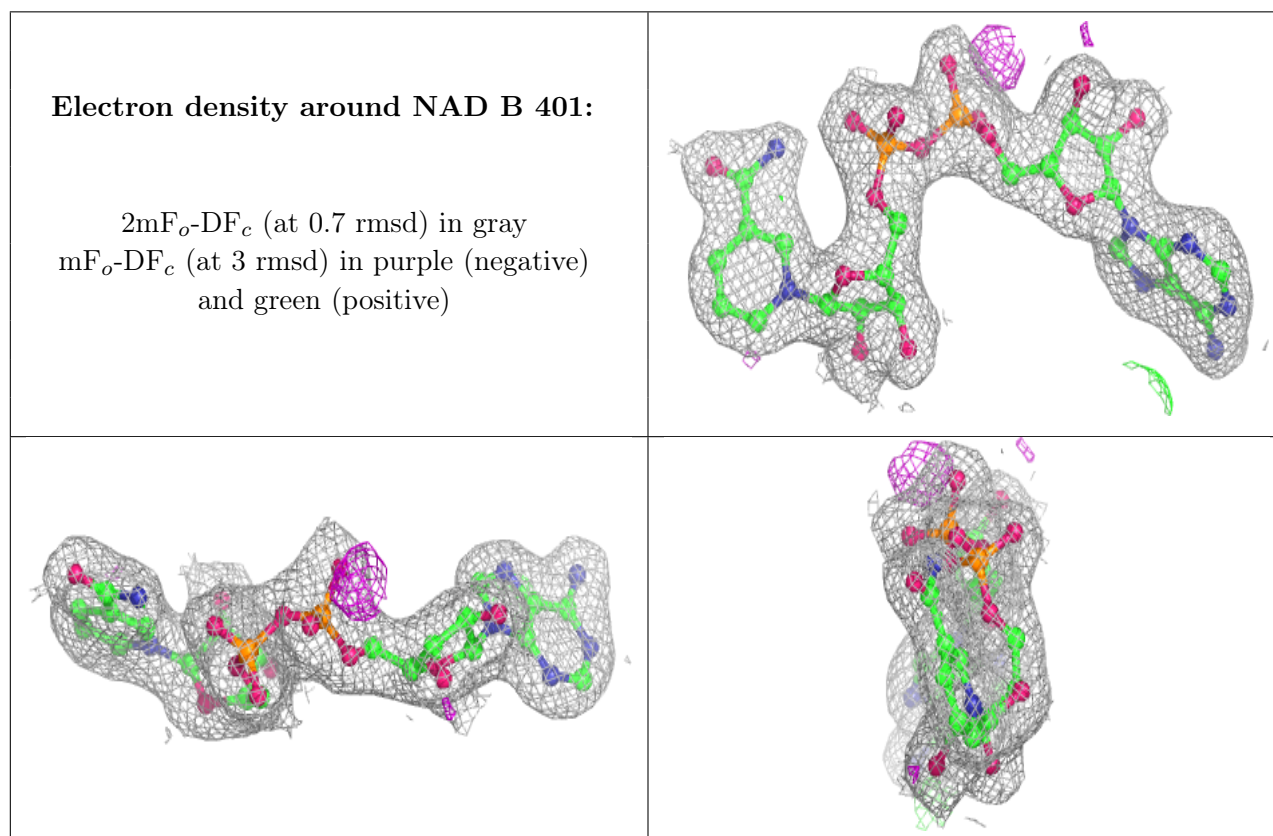 Electron density around NAD B 401:
2mFo-DFc (at 0.7 rmsd) in gray
mFo-DFc (at 3 rmsd) in purple (negative)
and green (positive)